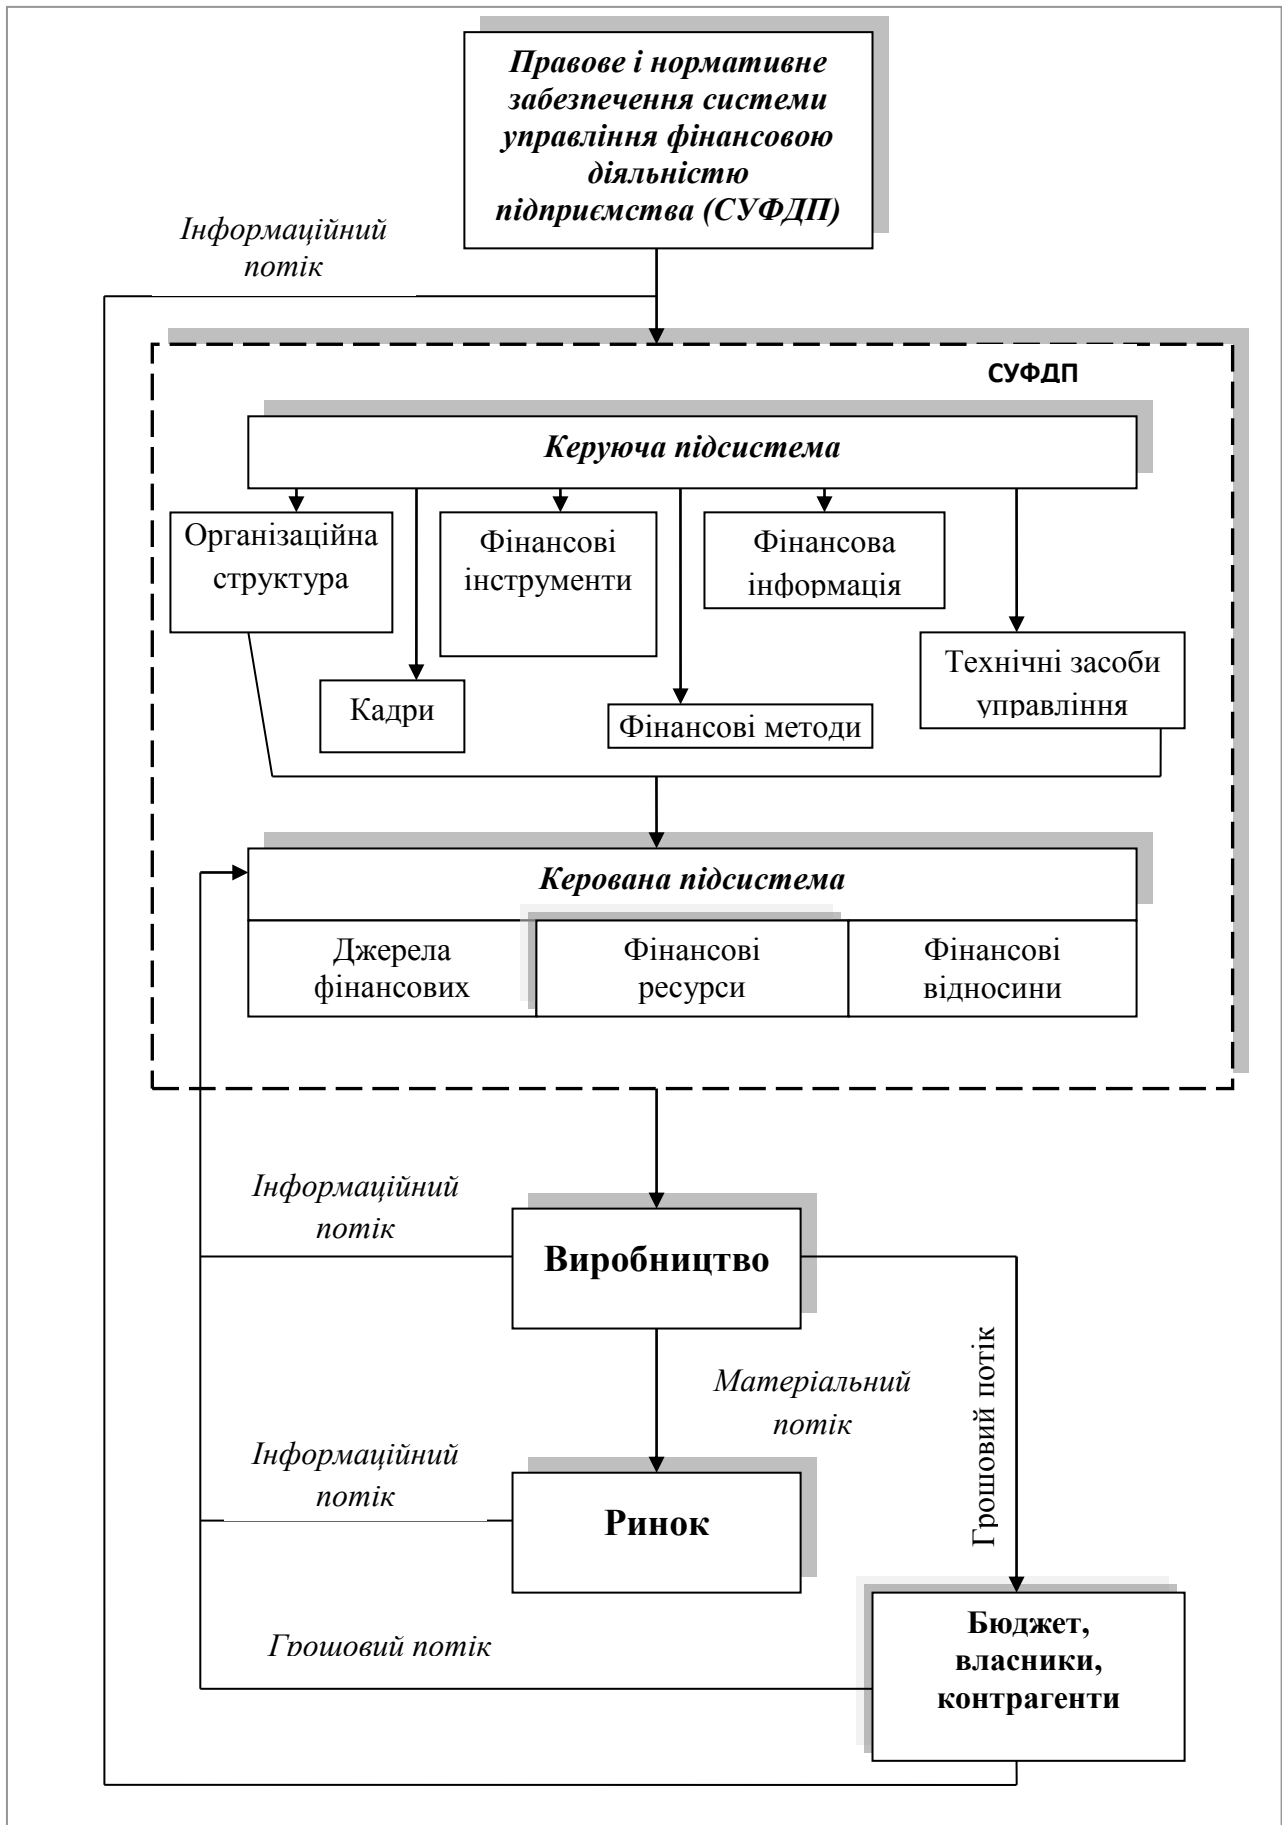 Правове і нормативне
забезпечення системи
управління фінансовою
діяльністю
підприємства (СУФДП)
Інформаційний
потік
СУФДП
Керуюча підсистема
Організаційна
структура
Фінансові
інструменти
Фінансова
інформація
Технічні засоби
управління
Кадри
Фінансові методи
Керована підсистема
Джерела
фінансових
Фінансові
ресурси
Фінансові
відносини
Інформаційний
потік
Виробництво
Матеріальний
потік
Грошовий потік
Інформаційний
потік
Ринок
Грошовий потік
Бюджет,
власники,
контрагенти